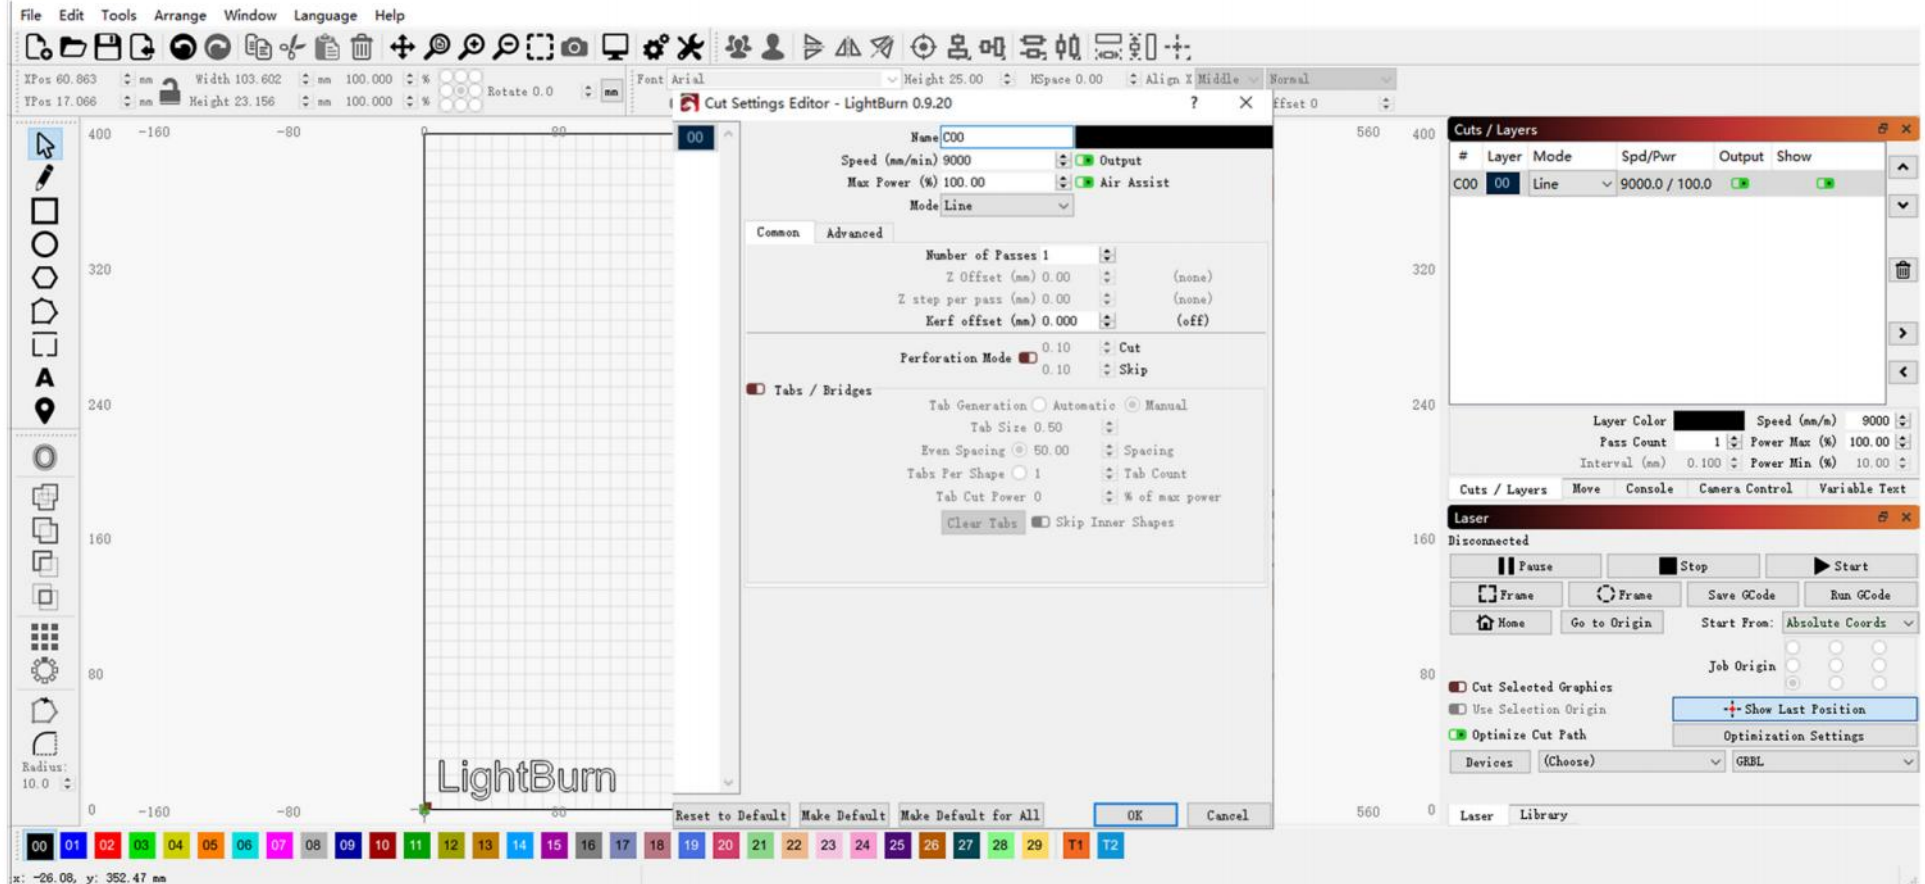 File Edit Tools Arrange Window Language Help
XPos 60.863 mm Width 103.602 mm 100.000 % Rotate 0.0 mm Font Arial Height 25.00 HSpace 0.00 Align X Middle Normal
YPos 17.066 mm Height 23.156 mm 100.000 % ffset 0
Cut Settings Editor - LightBurn 0.9.20 ? ×
00
Name C00
Speed (mm/min) 9000 Output
Max Power (%) 100.00 Air Assist
Mode Line
Common Advanced
Number of Passes 1
Z Offset (mm) 0.00 (none)
Z step per pass (mm) 0.00 (none)
Kerf offset (mm) 0.000 (off)
Perforation Mode 0.10 Cut
0.10 Skip
Tabs / Bridges
Tab Generation Automatic Manual
Tab Size 0.50
Even Spacing 50.00 Spacing
Tabs Per Shape 1 Tab Count
Tab Cut Power 0 % of max power
Clear Tabs Skip Inner Shapes
Reset to Default Make Default Make Default for All OK Cancel
400 -160 -80 0 80 560 400
320 320
240 240
160 160
80 80
LightBurn
0 -160 -80 80 560 0
A
Radius:
10.0
Cuts / Layers
# Layer Mode Spd/Pwr Output Show
C00 00 Line 9000.0 / 100.0
Layer Color Speed (mm/m) 9000
Pass Count 1 Power Max (%) 100.00
Interval (mm) 0.100 Power Min (%) 10.00
Cuts / Layers Move Console Camera Control Variable Text
Laser
Disconnected
Pause Stop Start
Frame Frame Save GCode Run GCode
Home Go to Origin Start From: Absolute Coords
Job Origin
Cut Selected Graphics
Use Selection Origin Show Last Position
Optimize Cut Path Optimization Settings
Devices (Choose) GRBL
Laser Library
00 01 02 03 04 05 06 07 08 09 10 11 12 13 14 15 16 17 18 19 20 21 22 23 24 25 26 27 28 29 T1 T2
x: -26.08, y: 352.47 mm